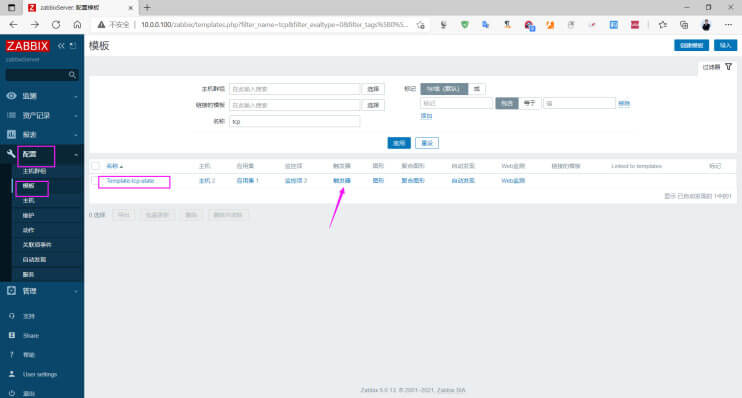 zabbixServer 配置模板
不安全 | 10.0.0.100/zabbix/templates.php?filter_name=tcp&filter_evaltype=0&filter_tags%5B0%5...
ZABBIX
zabbixServer
监测
资产记录
报表
配置
主机群组
模板
主机
维护
动作
关联项事件
自动发现
服务
管理
支持
Share
帮助
User settings
退出
模板
创建模板
导入
过滤器
主机群组
在此输入搜索
选择
标记
与/或 (默认)
或
链接的模板
在此输入搜索
选择
标记
包含
等于
值
移除
名称
tcp
添加
应用
重设
名称
主机
应用集
监控项
触发器
图形
聚合图形
自动发现
Web监测
链接的模板
Linked to templates
标记
Template-tcp-state
主机 2
应用集 1
监控项 2
触发器
图形
聚合图形
自动发现
Web监测
显示 已自动发现的 1中的1
0 选择
导出
批量更新
删除
删除并清除
Zabbix 5.0.13. © 2001–2021, Zabbix SIA